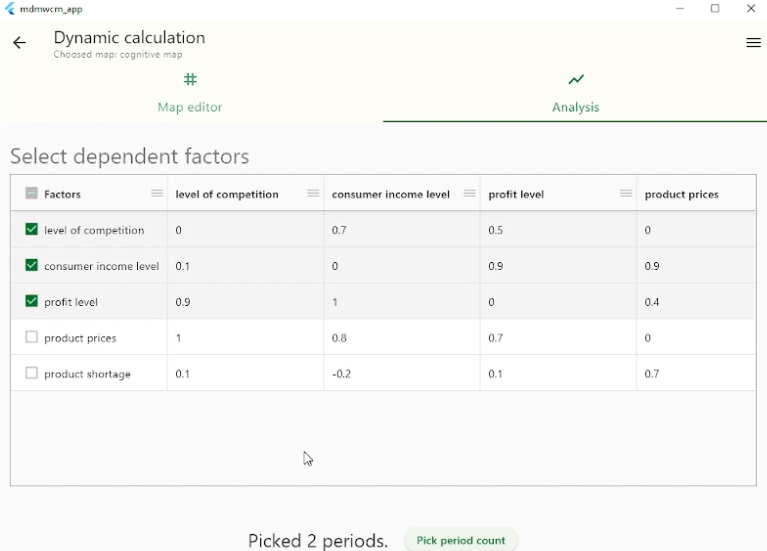 mdmwcm_app
Dynamic calculation
Choosed map: cognitive map
Map editor
Analysis
Select dependent factors
Factors level of competition consumer income level profit level product prices
level of competition 0 0.7 0.5 0
consumer income level 0.1 0 0.9 0.9
profit level 0.9 1 0 0.4
product prices 1 0.8 0.7 0
product shortage 0.1 -0.2 0.1 0.7
Picked 2 periods. Pick period count